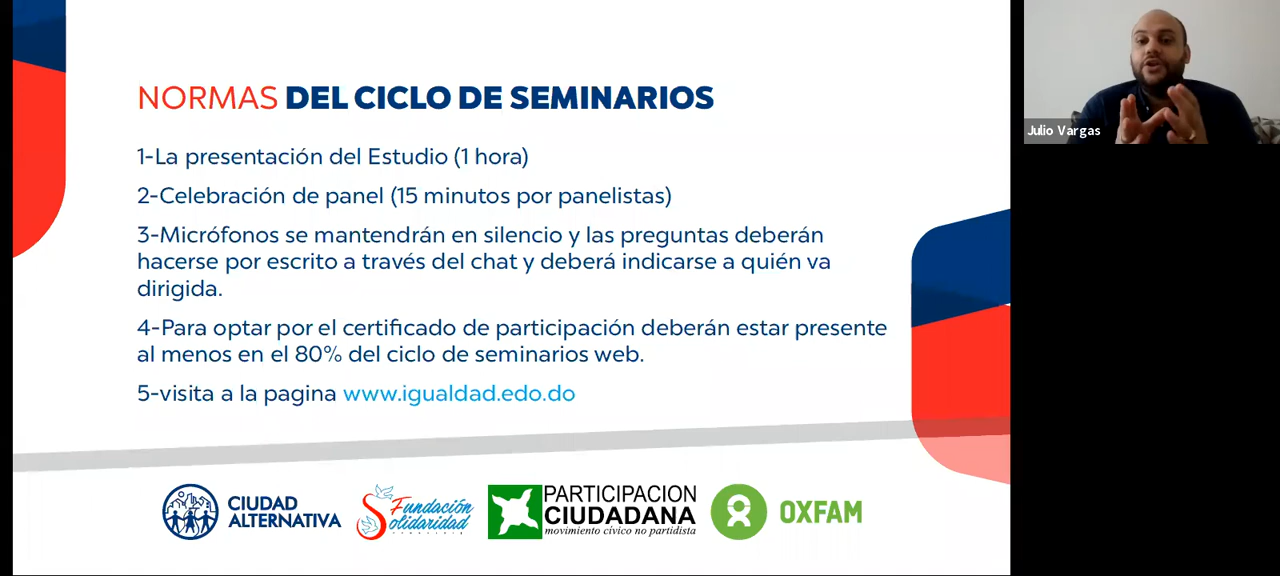 NORMAS DEL CICLO DE SEMINARIOS
1-La presentación del Estudio (1 hora)
2-Celebración de panel (15 minutos por panelistas)
3-Micrófonos se mantendrán en silencio y las preguntas deberán
hacerse por escrito a través del chat y deberá indicarse a quién va
dirigida.
4-Para optar por el certificado de participación deberán estar presente
al menos en el 80% del ciclo de seminarios web.
5-visita a la pagina www.igualdad.edo.do
CIUDAD
ALTERNATIVA
Fundación
Solidaridad
PARTICIPACION
CIUDADANA
movimiento cívico no partidista
OXFAM
Julio Vargas